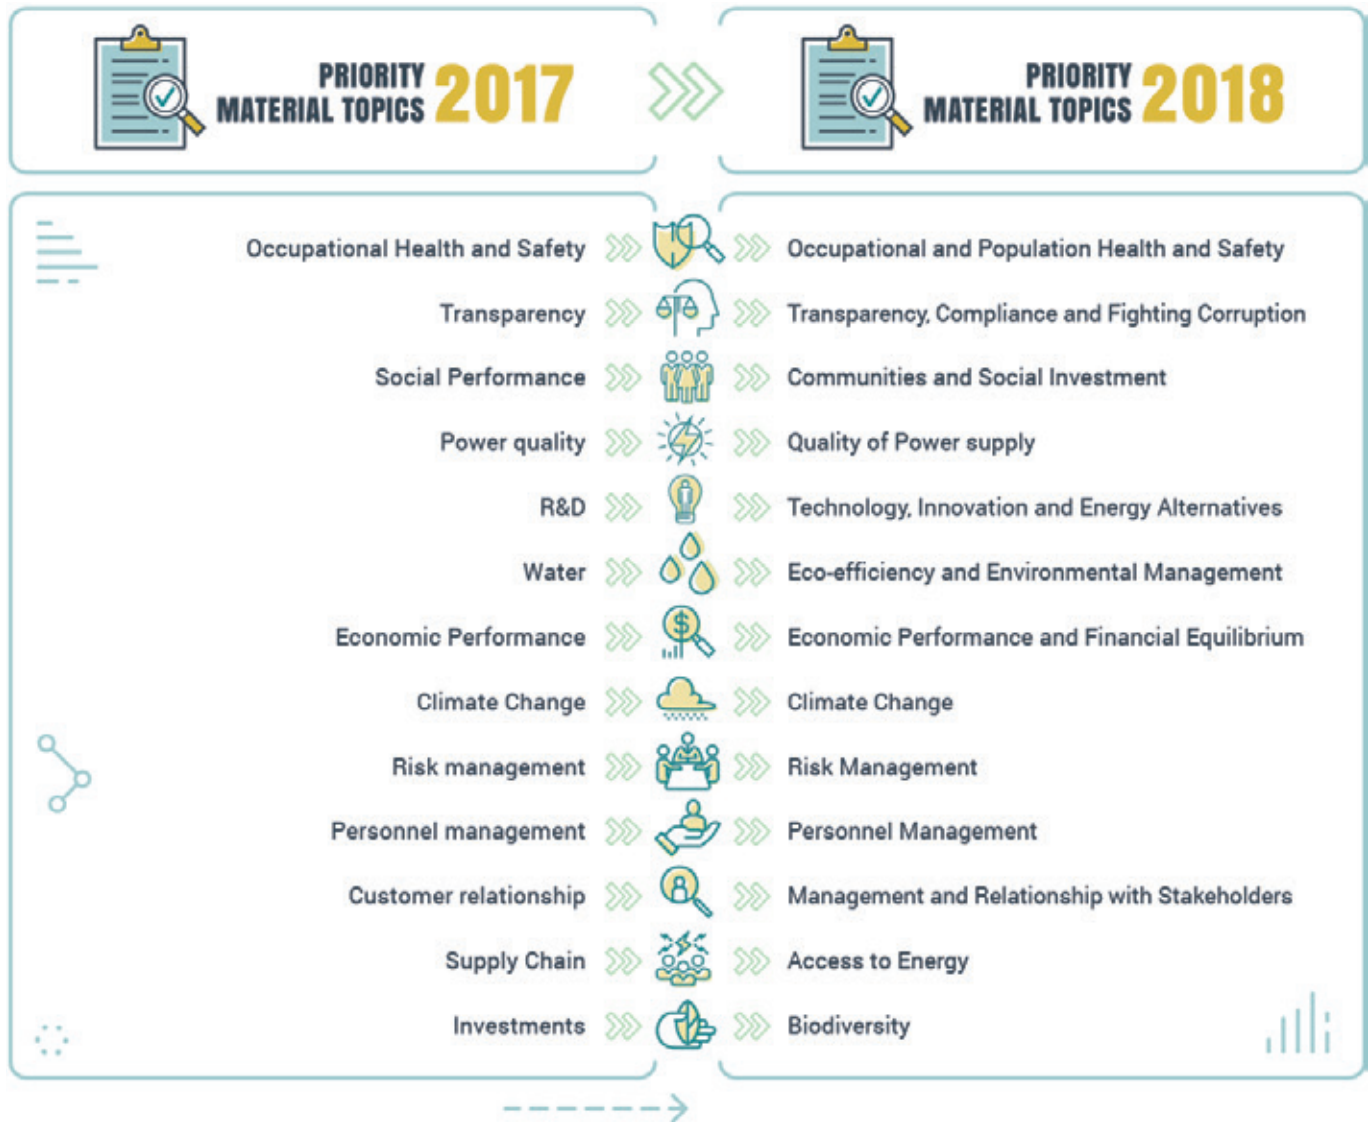 PRIORITY
MATERIAL TOPICS 2017
PRIORITY
MATERIAL TOPICS 2018
Occupational Health and Safety
Occupational and Population Health and Safety
Transparency
Transparency, Compliance and Fighting Corruption
Social Performance
Communities and Social Investment
Power quality
Quality of Power supply
R&D
Technology, Innovation and Energy Alternatives
Water
Eco-efficiency and Environmental Management
Economic Performance
Economic Performance and Financial Equilibrium
Climate Change
Climate Change
Risk management
Risk Management
Personnel management
Personnel Management
Customer relationship
Management and Relationship with Stakeholders
Supply Chain
Access to Energy
Investments
Biodiversity